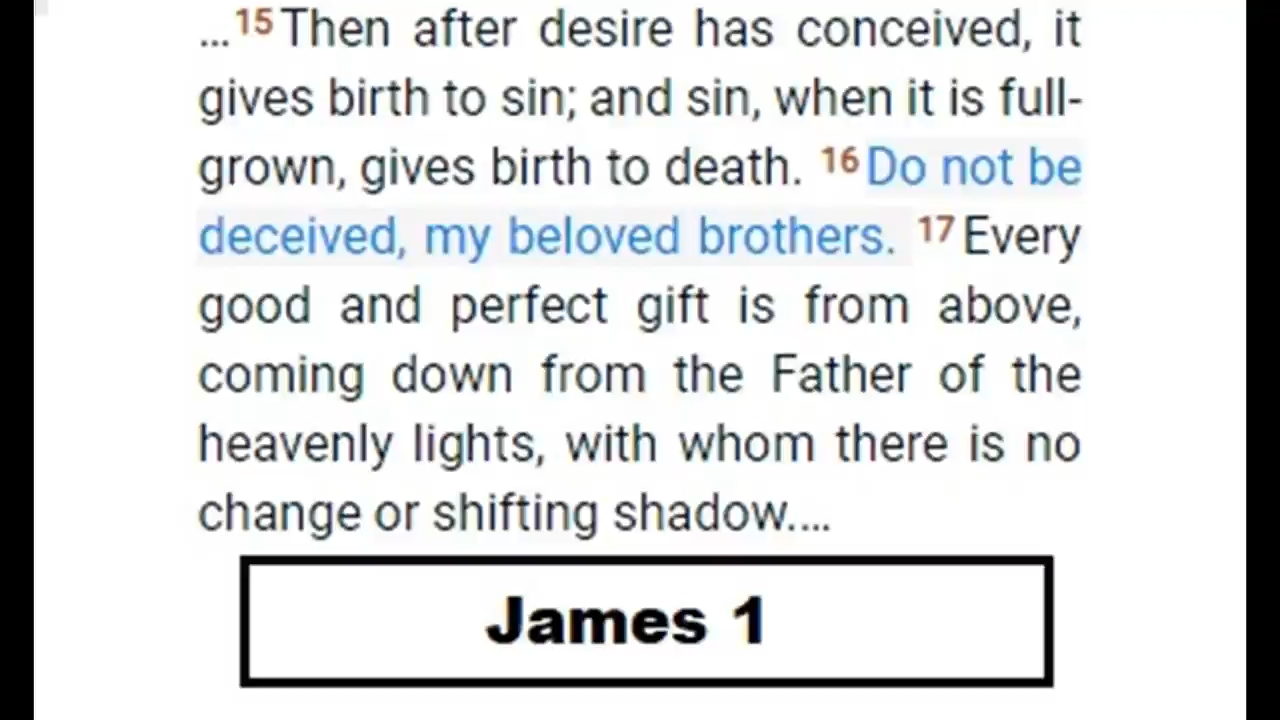 ...15 Then after desire has conceived, it
gives birth to sin; and sin, when it is full-
grown, gives birth to death. 16 Do not be
deceived, my beloved brothers. 17 Every
good and perfect gift is from above,
coming down from the Father of the
heavenly lights, with whom there is no
change or shifting shadow....
James 1